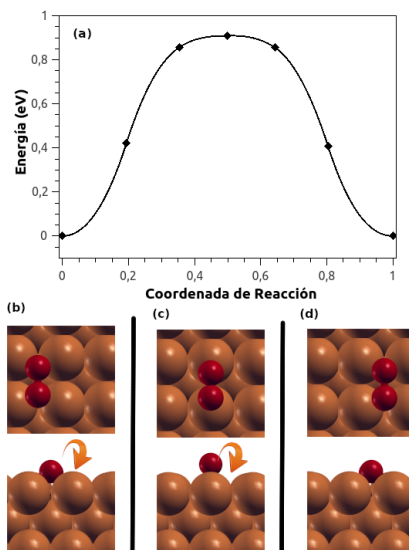 (a)
Energía (eV)
1
0,8
0,6
0,4
0,2
0
0 0,2 0,4 0,6 0,8 1
Coordenada de Reacción
(b) (c) (d)